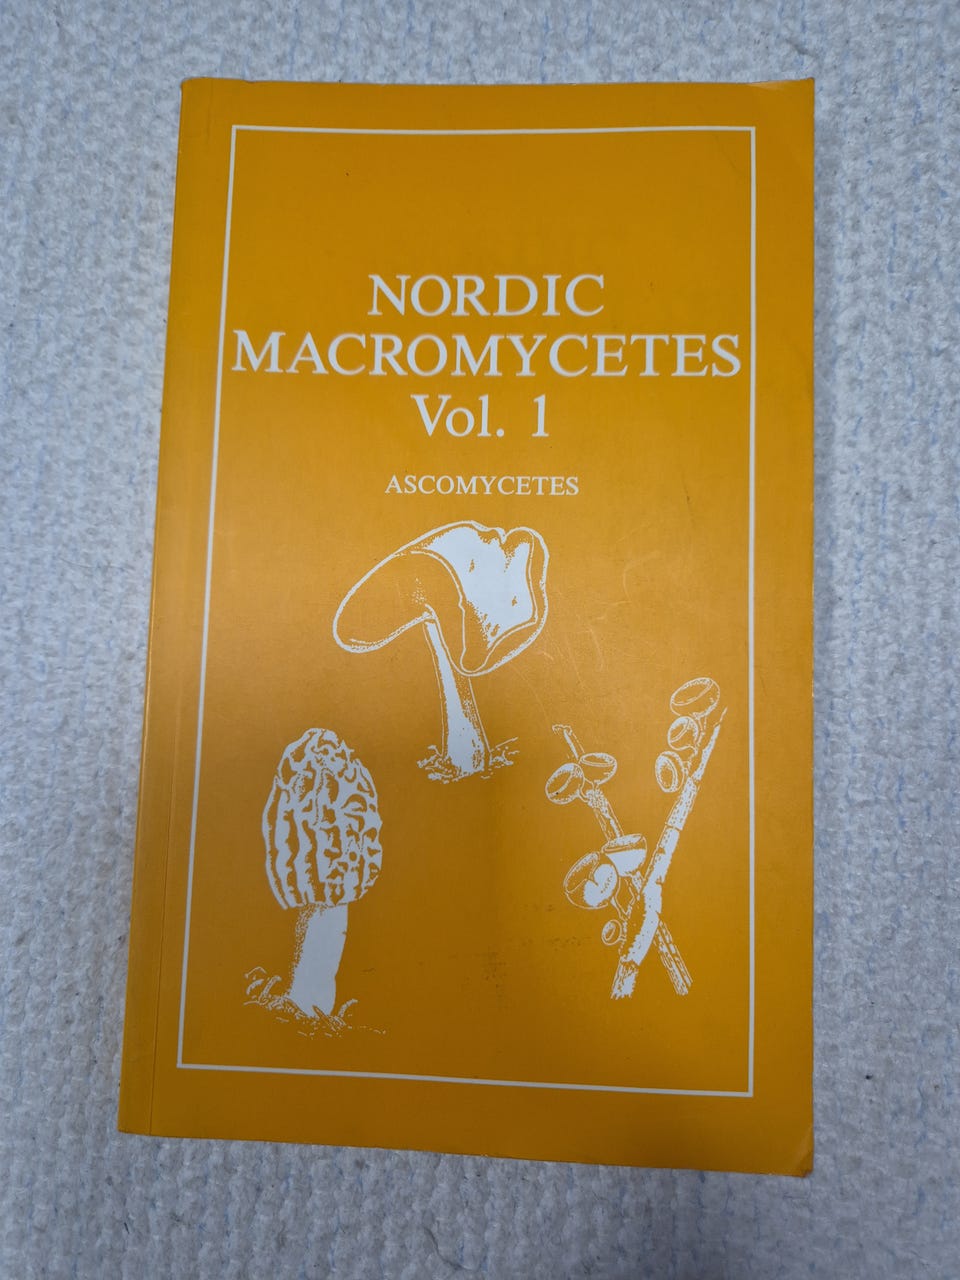 NORDIC
MACROMYCETES
Vol. 1
ASCOMYCETES